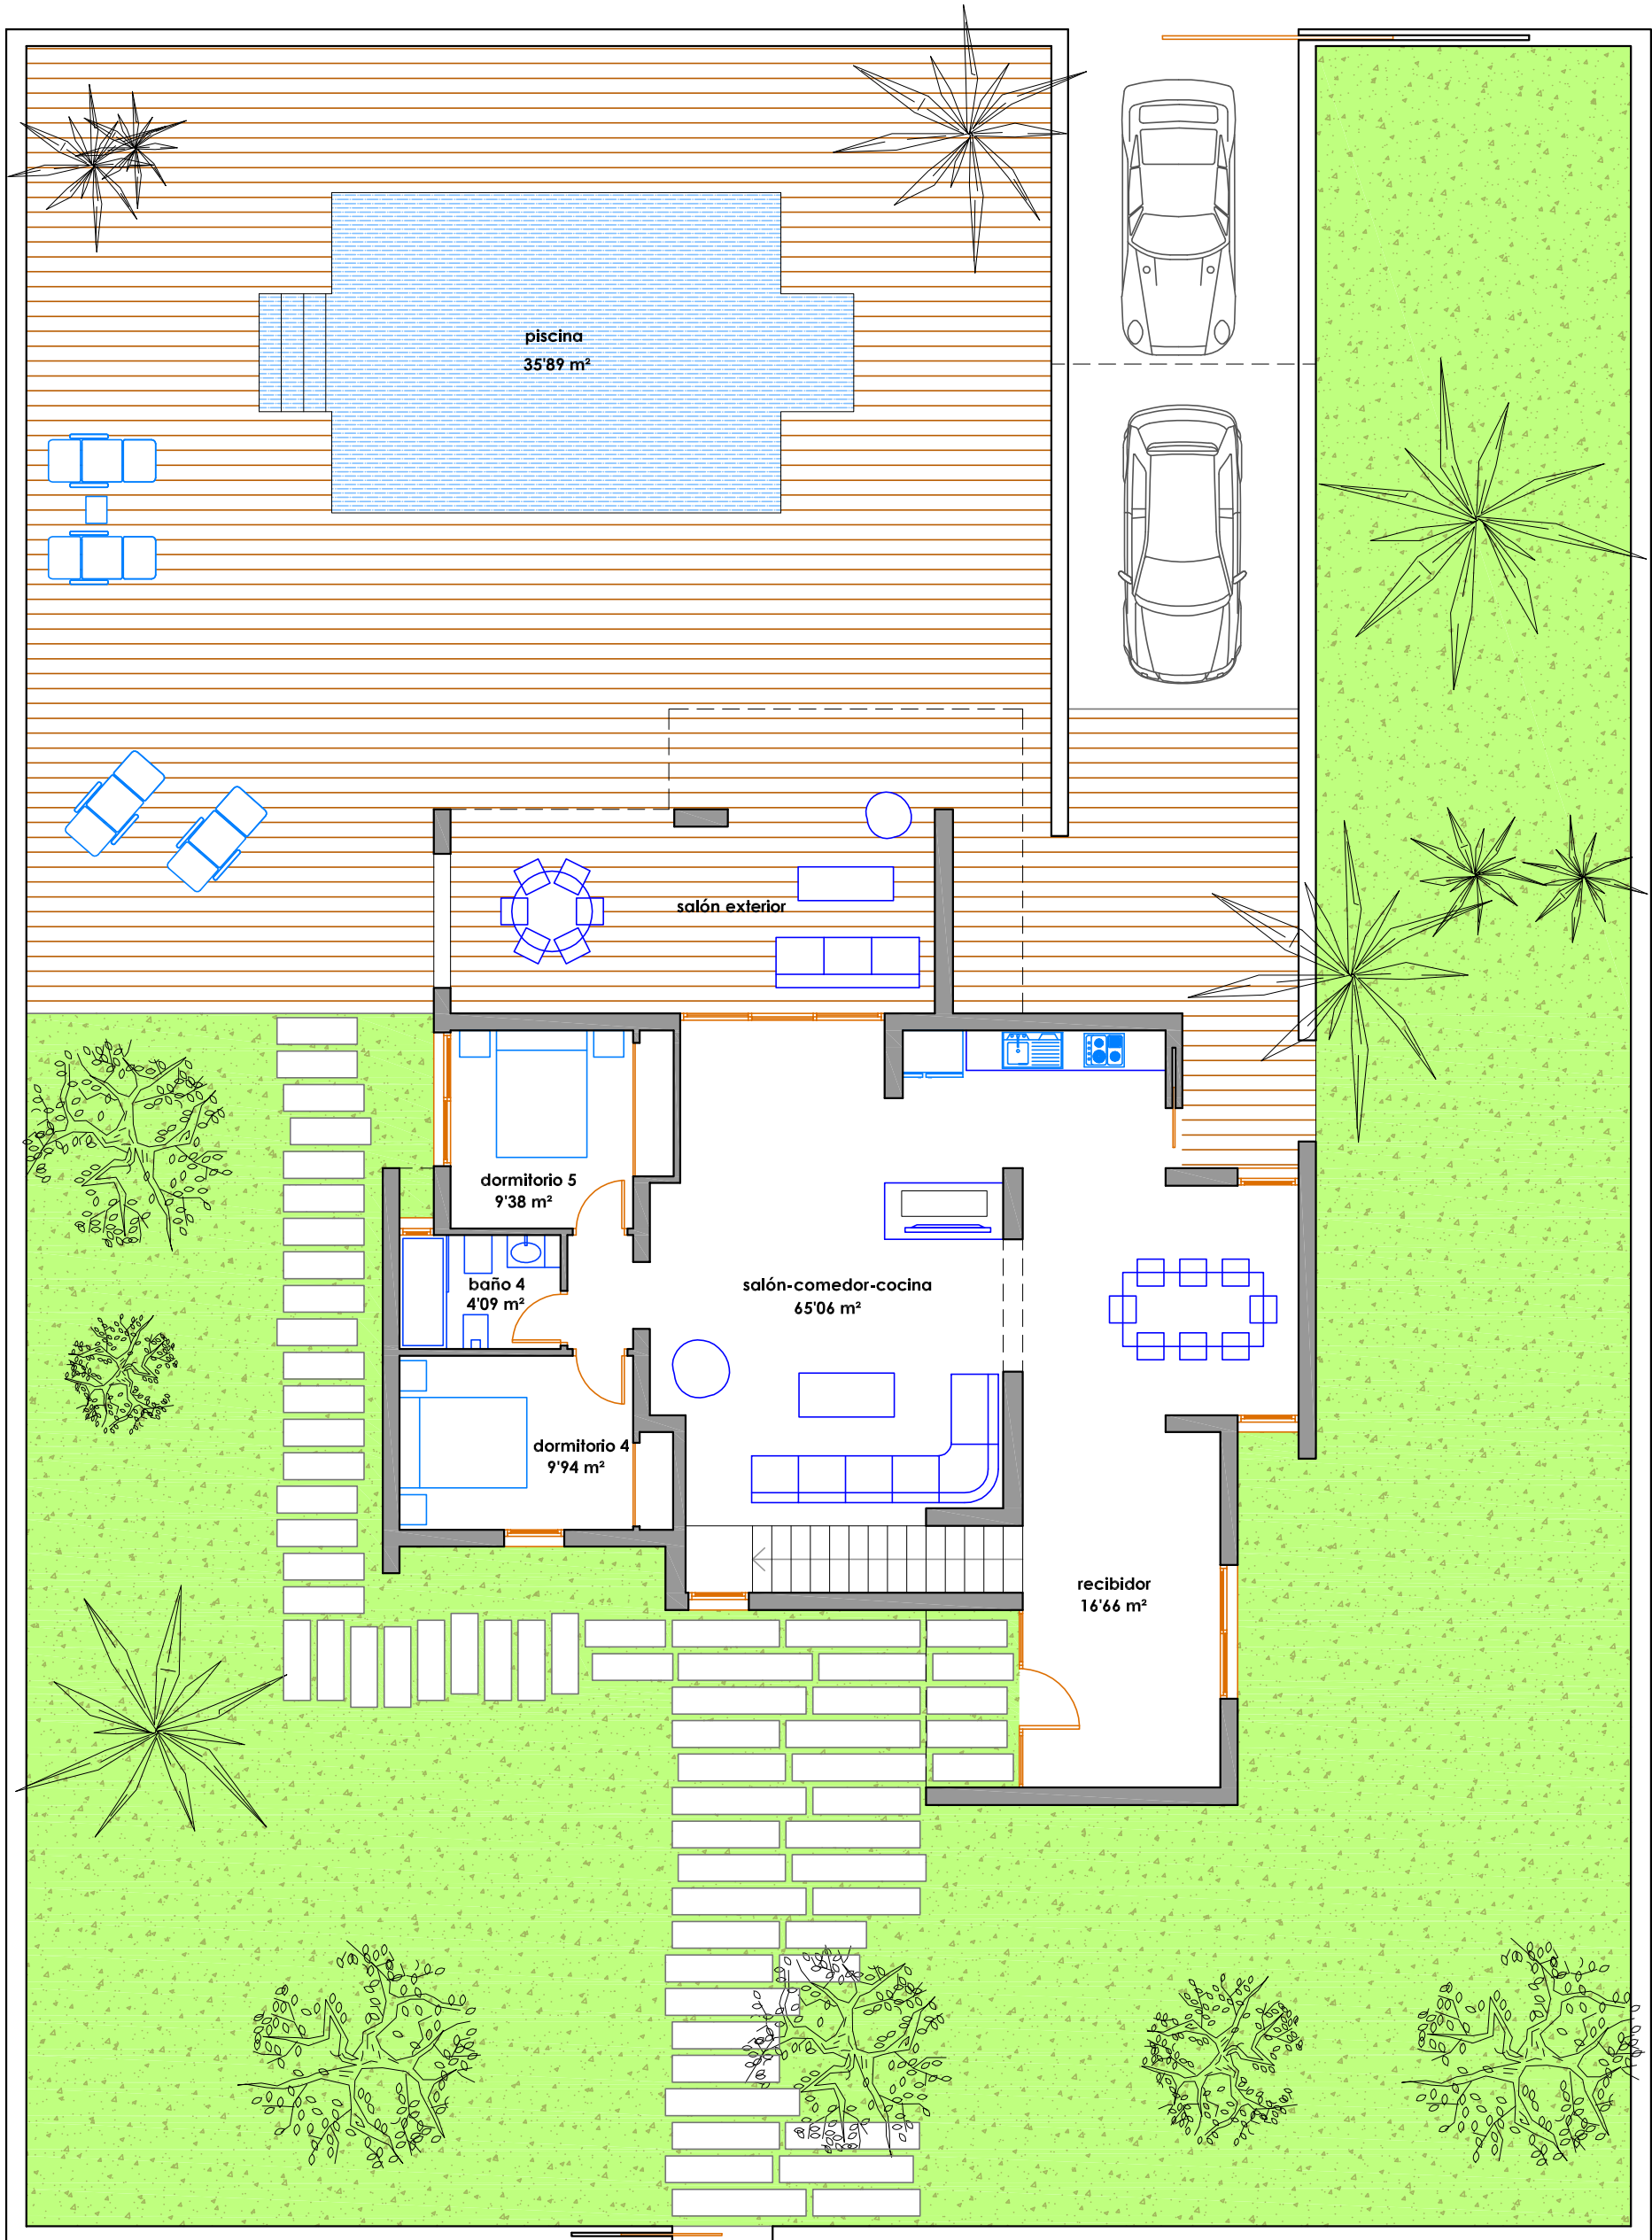 piscina
35'89 m²
salón exterior
dormitorio 5
9'38 m²
baño 4
4'09 m²
salón-comedor-cocina
65'06 m²
dormitorio 4
9'94 m²
recibidor
16'66 m²